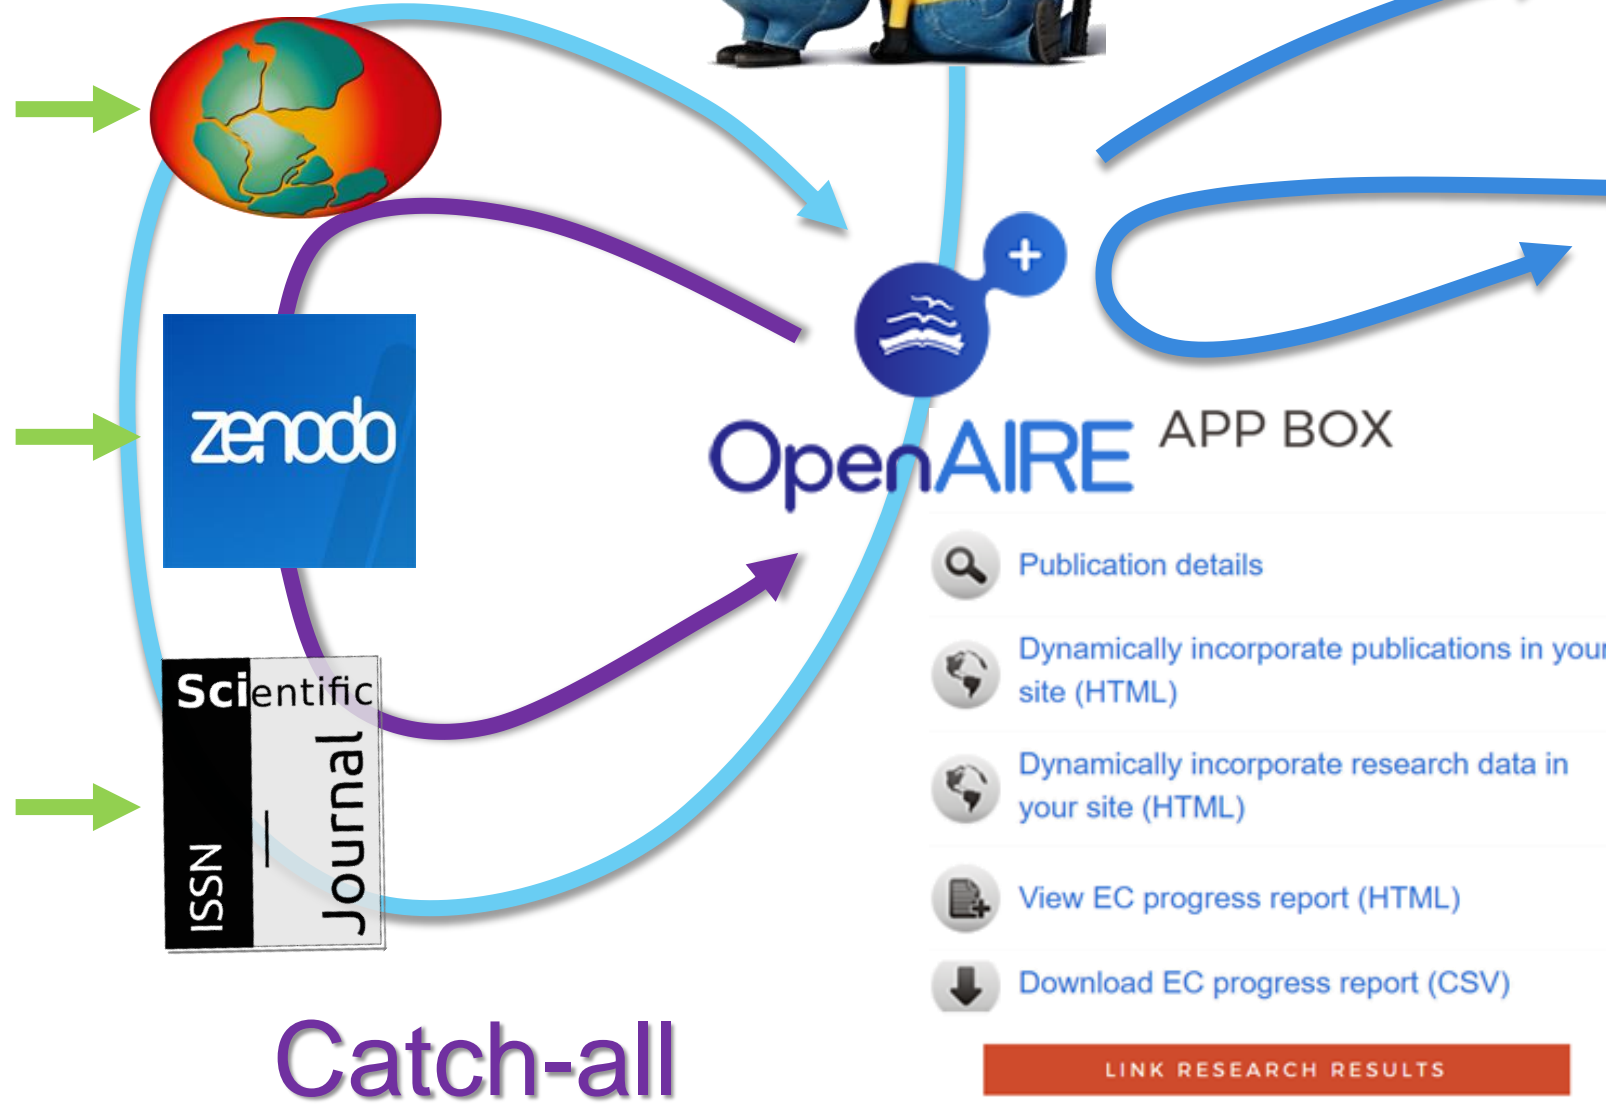 zenodo
OpenAIRE
APP BOX
Publication details
Dynamically incorporate publications in your
site (HTML)
Scientific
Journal
ISSN
Dynamically incorporate research data in
your site (HTML)
View EC progress report (HTML)
Download EC progress report (CSV)
Catch-all
LINK RESEARCH RESULTS